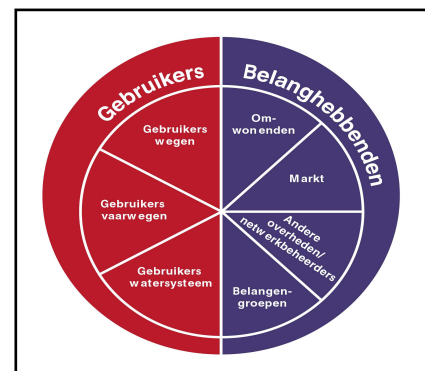 Gebruikers
Belanghebbenden
Gebruikers
wegen
Gebruikers
vaarwegen
Gebruikers
watersysteem
Om-
wonenden
Markt
Andere
overheden/
netwerkbeheerders
Belangen-
groepen